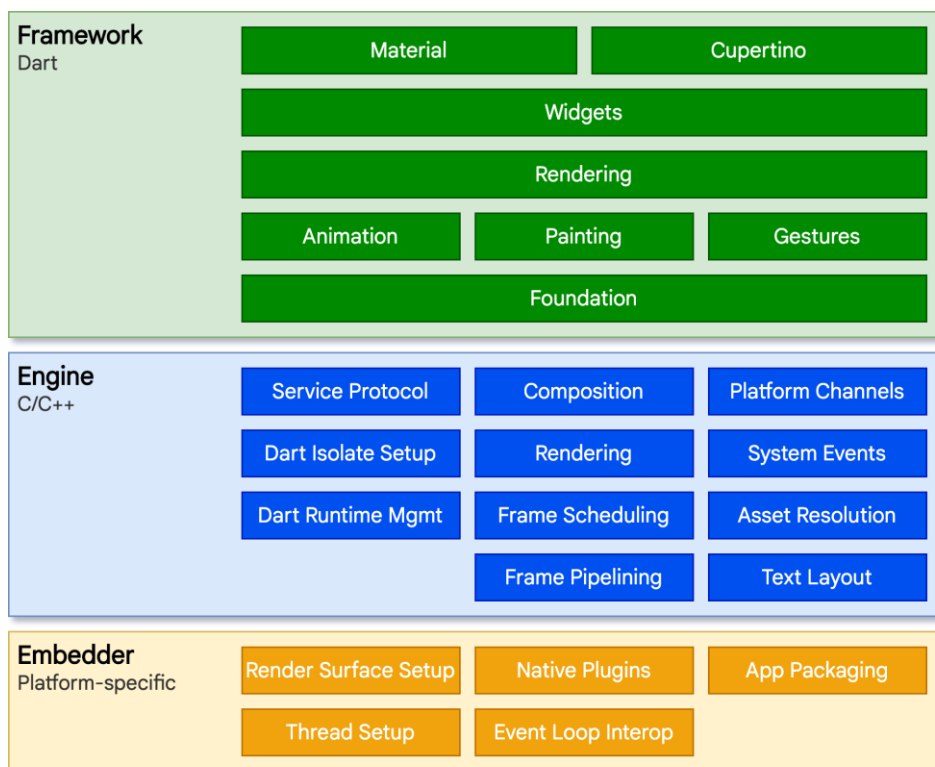 Framework
Dart
Material
Cupertino
Widgets
Rendering
Animation
Painting
Gestures
Foundation
Engine
C/C++
Service Protocol
Composition
Platform Channels
Dart Isolate Setup
Rendering
System Events
Dart Runtime Mgmt
Frame Scheduling
Asset Resolution
Frame Pipelining
Text Layout
Embedder
Platform-specific
Render Surface Setup
Native Plugins
App Packaging
Thread Setup
Event Loop Interop